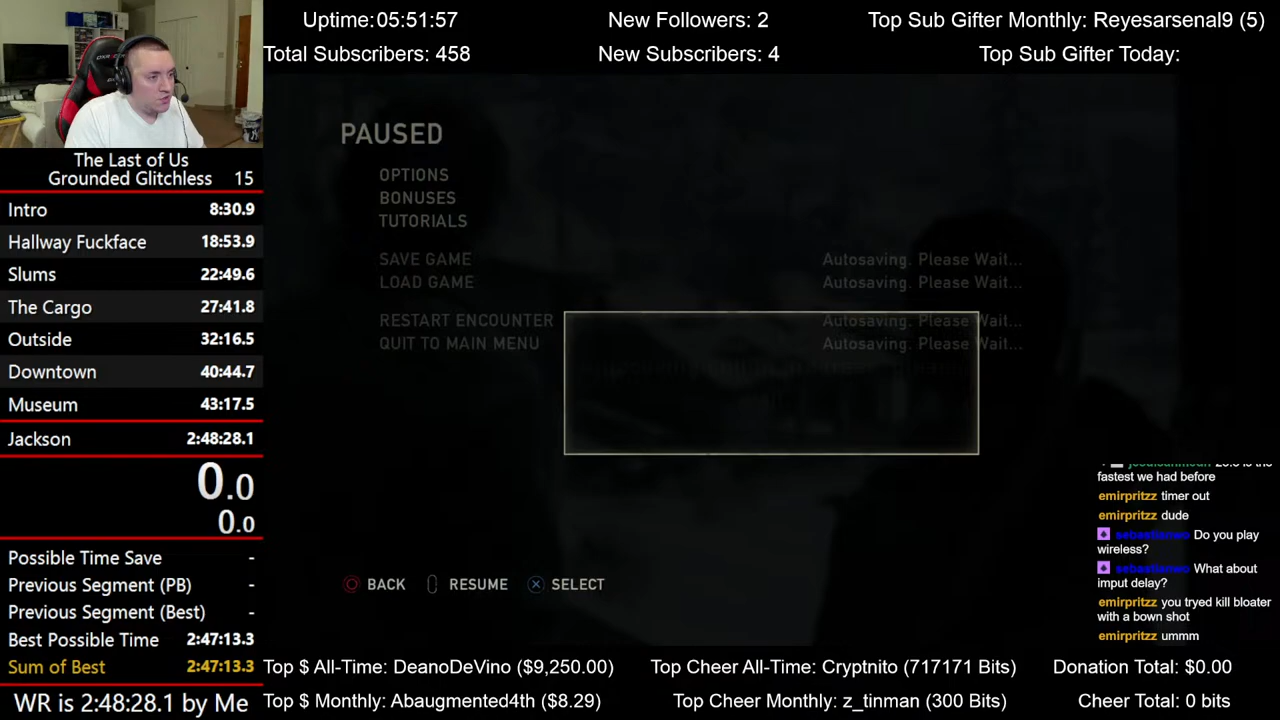 Uptime:05:51:57
New Followers: 2
Top Sub Gifter Monthly: Reyesarsenal9 (5)
Total Subscribers: 458
New Subscribers: 4
Top Sub Gifter Today:
The Last of Us
Grounded Glitchless 15
Intro 8:30.9
Hallway Fuckface 18:53.9
Slums 22:49.6
The Cargo 27:41.8
Outside 32:16.5
Downtown 40:44.7
Museum 43:17.5
Jackson 2:48:28.1
0.0
0.0
Possible Time Save -
Previous Segment (PB) -
Previous Segment (Best) -
Best Possible Time 2:47:13.3
Sum of Best 2:47:13.3
WR is 2:48:28.1 by Me
PAUSED
OPTIONS
BONUSES
TUTORIALS
SAVE GAME Autosaving. Please Wait...
LOAD GAME Autosaving. Please Wait...
RESTART ENCOUNTER Autosaving. Please Wait...
QUIT TO MAIN MENU Autosaving. Please Wait...
BACK RESUME SELECT
fastest we had before
emirpritzz timer out
emirpritzz dude
sebastianwo Do you play
wireless?
sebastianwo What about
imput delay?
emirpritzz you tryed kill bloater
with a bown shot
emirpritzz ummm
Top $ All-Time: DeanoDeVino ($9,250.00)
Top Cheer All-Time: Cryptnito (717171 Bits)
Donation Total: $0.00
Top $ Monthly: Abaugmented4th ($8.29)
Top Cheer Monthly: z_tinman (300 Bits)
Cheer Total: 0 bits